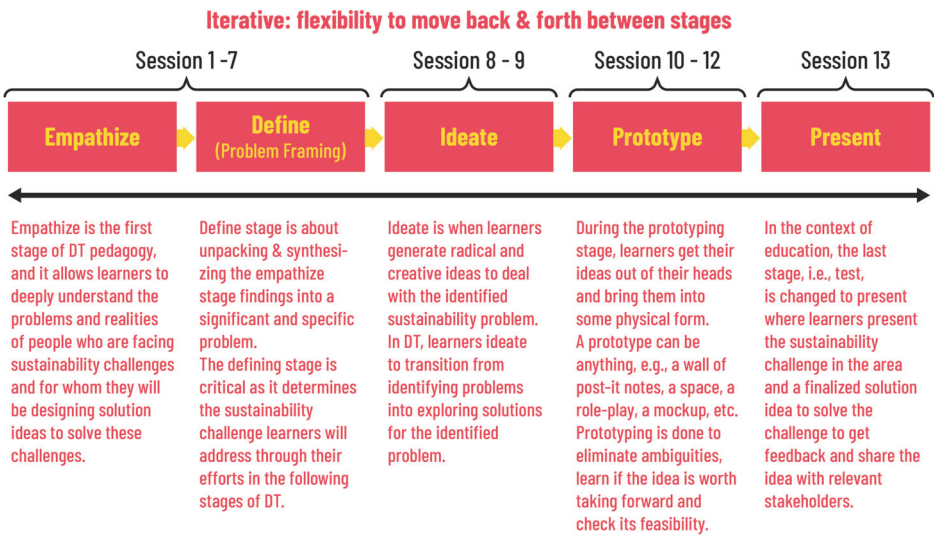 Iterative: flexibility to move back & forth between stages
Session 1 -7
Session 8 - 9
Session 10 - 12
Session 13
Empathize
Define
(Problem Framing)
Ideate
Prototype
Present
Empathize is the first
stage of DT pedagogy,
and it allows learners to
deeply understand the
problems and realities
of people who are facing
sustainability challenges
and for whom they will
be designing solution
ideas to solve these
challenges.
Define stage is about
unpacking & synthesi-
zing the empathize
stage findings into a
significant and specific
problem.
The defining stage is
critical as it determines
the sustainability
challenge learners will
address through their
efforts in the following
stages of DT.
Ideate is when learners
generate radical and
creative ideas to deal
with the identified
sustainability problem.
In DT, learners ideate
to transition from
identifying problems
into exploring solutions
for the identified
problem.
During the prototyping
stage, learners get their
ideas out of their heads
and bring them into
some physical form.
A prototype can be
anything, e.g., a wall of
post-it notes, a space, a
role-play, a mockup, etc.
Prototyping is done to
eliminate ambiguities,
learn if the idea is worth
taking forward and
check its feasibility.
In the context of
education, the last
stage, i.e., test,
is changed to present
where learners present
the sustainability
challenge in the area
and a finalized solution
idea to solve the
challenge to get
feedback and share the
idea with relevant
stakeholders.